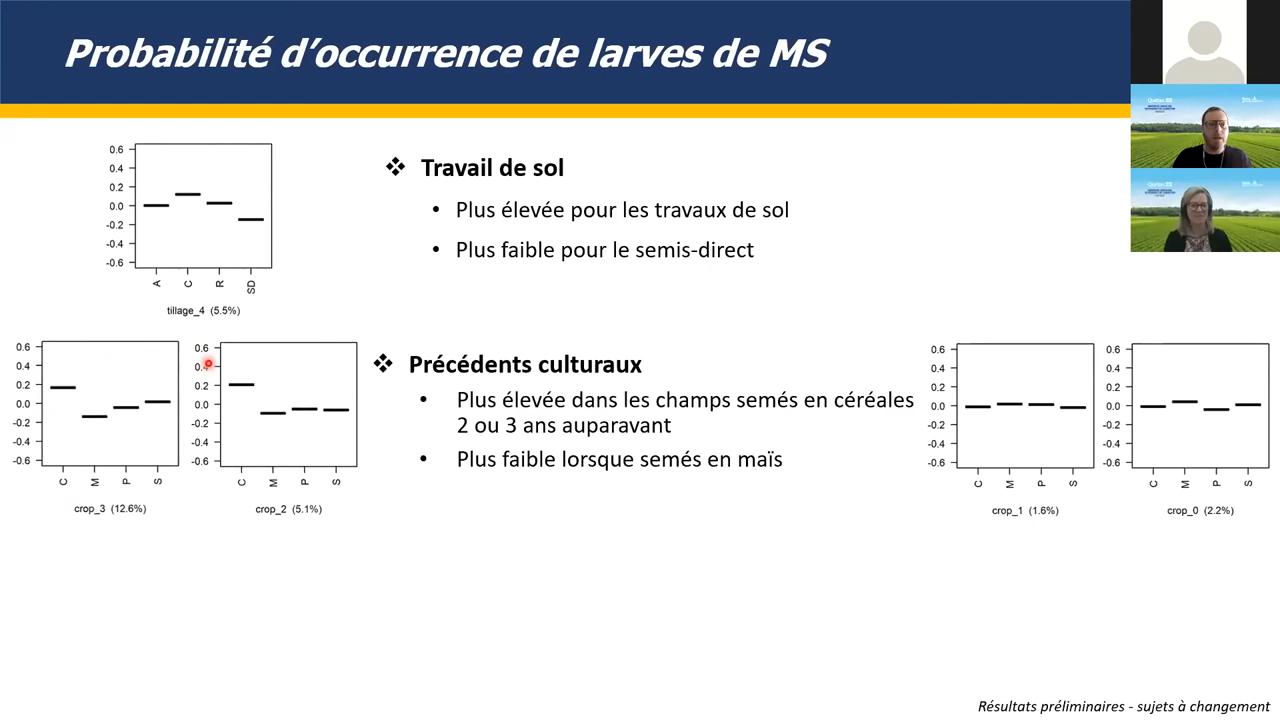 Probabilité d'occurrence de larves de MS
0.6
0.4
0.2
0.0
-0.2
-0.4
-0.6
A
C
R
SD
tillage_4 (5.5%)
❖ Travail de sol
• Plus élevée pour les travaux de sol
• Plus faible pour le semis-direct
0.6
0.4
0.2
0.0
-0.2
-0.4
-0.6
C
M
P
S
crop_3 (12.6%)
0.6
0.4
0.2
0.0
-0.2
-0.4
-0.6
C
M
P
S
crop_2 (5.1%)
❖ Précédents culturaux
• Plus élevée dans les champs semés en céréales
2 ou 3 ans auparavant
• Plus faible lorsque semés en maïs
0.6
0.4
0.2
0.0
-0.2
-0.4
-0.6
C
M
P
S
crop_1 (1.6%)
0.6
0.4
0.2
0.0
-0.2
-0.4
-0.6
C
M
P
S
crop_0 (2.2%)
Résultats préliminaires - sujets à changement
Québec
Québec